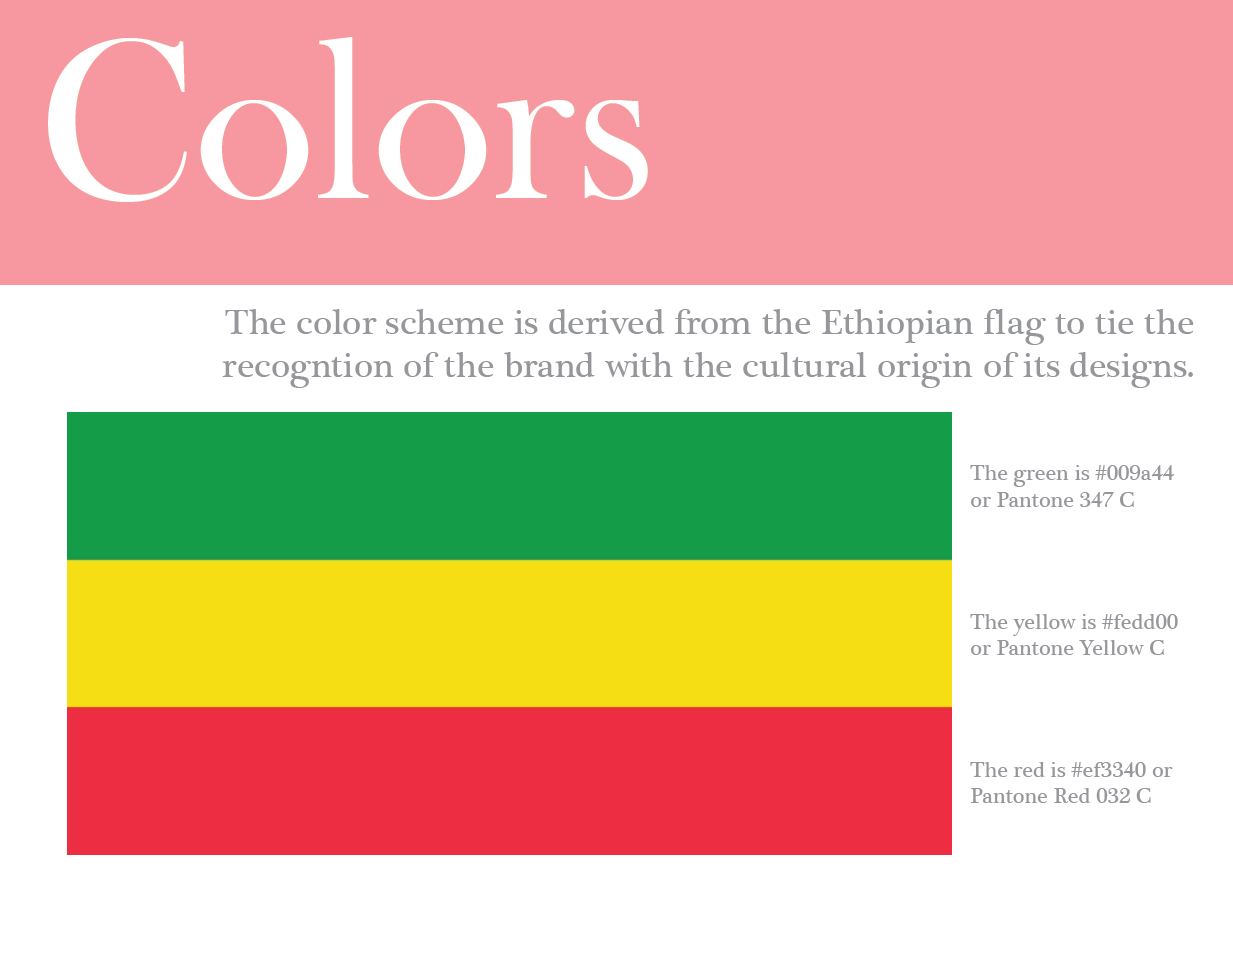 Colors
The color scheme is derived from the Ethiopian flag to tie the
recogntion of the brand with the cultural origin of its designs.
The green is #009a44
or Pantone 347 C
The yellow is #fedd00
or Pantone Yellow C
The red is #ef3340 or
Pantone Red 032 C